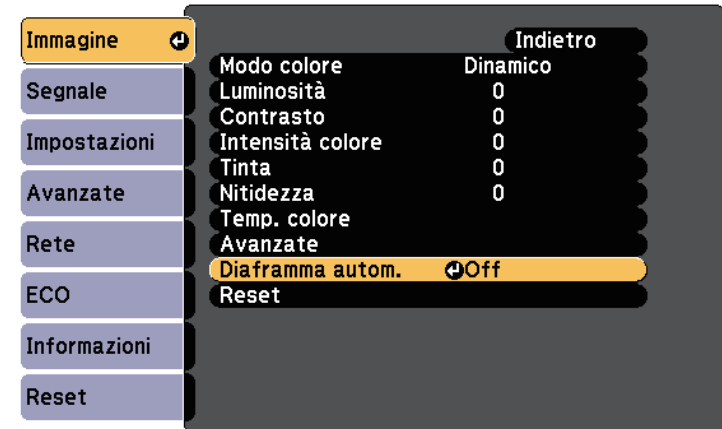 Immagine
Segnale
Impostazioni
Avanzate
Rete
ECO
Informazioni
Reset
Indietro
Modo colore Dinamico
Luminosità 0
Contrasto 0
Intensità colore 0
Tinta 0
Nitidezza 0
Temp. colore
Avanzate
Diaframma autom. Off
Reset